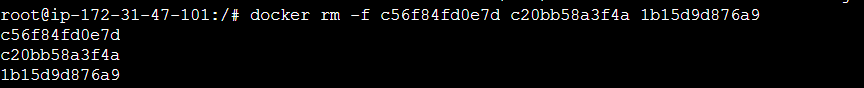 root@ip-172-31-47-101:/# docker rm -f c56f84fd0e7d c20bb58a3f4a 1b15d9d876a9
c56f84fd0e7d
c20bb58a3f4a
1b15d9d876a9